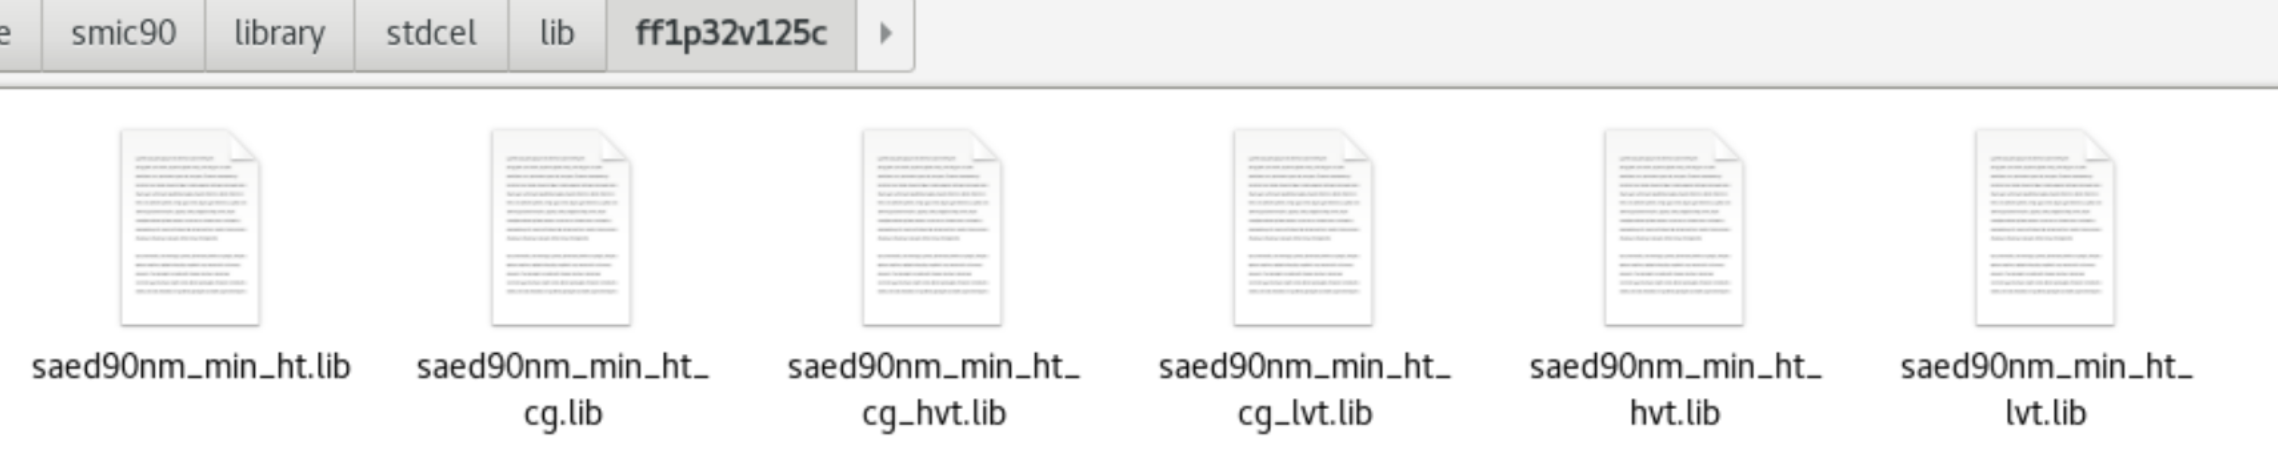 e smic90 library stdcel lib ff1p32v125c
saed90nm_min_ht.lib
saed90nm_min_ht_
cg.lib
saed90nm_min_ht_
cg_hvt.lib
saed90nm_min_ht_
cg_lvt.lib
saed90nm_min_ht_
hvt.lib
saed90nm_min_ht_
lvt.lib